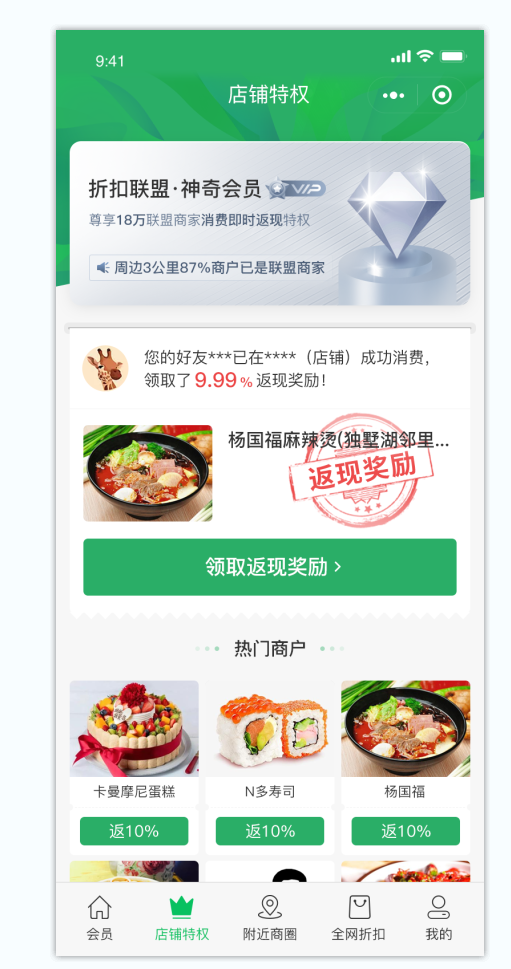 9:41
店铺特权
折扣联盟·神奇会员 VIP
尊享18万联盟商家消费即时返现特权
周边3公里87%商户已是联盟商家
您的好友***已在****（店铺）成功消费，
领取了9.99%返现奖励！
杨国福麻辣烫(独墅湖邻里...
返现奖励
领取返现奖励 >
热门商户
卡曼摩尼蛋糕 N多寿司 杨国福
返10% 返10% 返10%
会员 店铺特权 附近商圈 全网折扣 我的